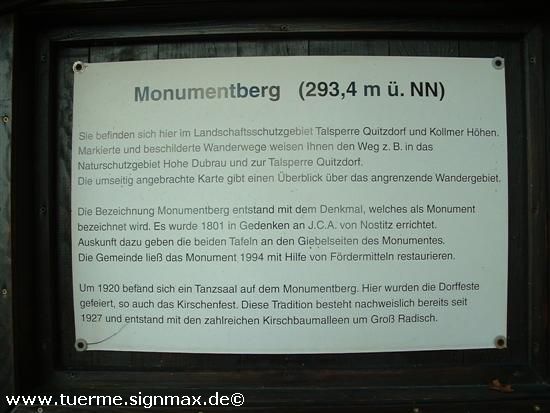 Monumentberg (293,4 m ü. NN)
Sie befinden sich hier im Landschaftsschutzgebiet Talsperre Quitzdorf und Kollmer Höhen.
Markierte und beschilderte Wanderwege weisen Ihnen den Weg z. B. in das
Naturschutzgebiet Hohe Dubrau und zur Talsperre Quitzdorf.
Die umseitig angebrachte Karte gibt einen Überblick über das angrenzende Wandergebiet.
Die Bezeichnung Monumentberg entstand mit dem Denkmal, welches als Monument
bezeichnet wird. Es wurde 1801 in Gedenken an J.C.A. von Nostitz errichtet.
Auskunft dazu geben die beiden Tafeln an den Giebelseiten des Monumentes.
Die Gemeinde ließ das Monument 1994 mit Hilfe von Fördermitteln restaurieren.
Um 1920 befand sich ein Tanzsaal auf dem Monumentberg. Hier wurden die Dorffeste
gefeiert, so auch das Kirschenfest. Diese Tradition besteht nachweislich bereits seit
1927 und entstand mit den zahlreichen Kirschbaumalleen um Groß Radisch.
www.tuerme.signmax.de©